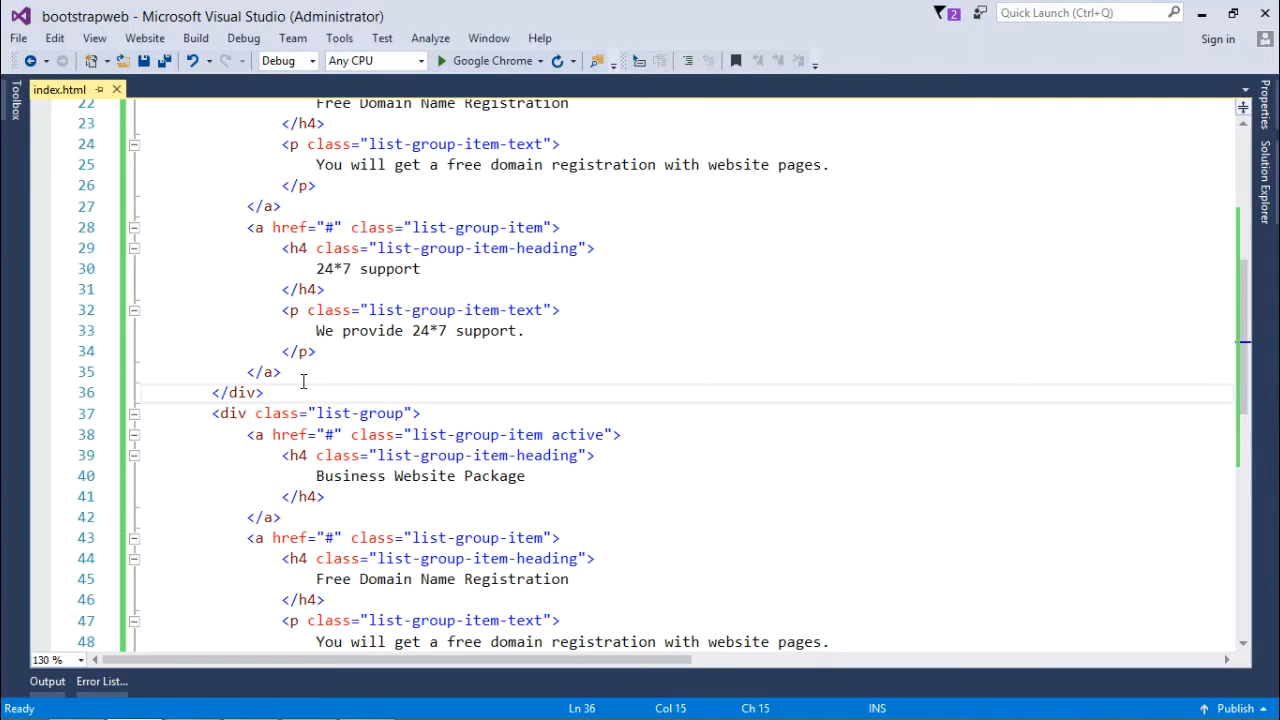 bootstrapweb - Microsoft Visual Studio (Administrator)
2
Quick Launch (Ctrl+Q)
File Edit View Website Build Debug Team Tools Test Analyze Window Help
Sign in
Debug Any CPU Google Chrome
Toolbox
index.html
Properties
Solution Explorer
22 Free Domain Name Registration
23 </h4>
24 <p class="list-group-item-text">
25 You will get a free domain registration with website pages.
26 </p>
27 </a>
28 <a href="#" class="list-group-item">
29 <h4 class="list-group-item-heading">
30 24*7 support
31 </h4>
32 <p class="list-group-item-text">
33 We provide 24*7 support.
34 </p>
35 </a>
36 </div>
37 <div class="list-group">
38 <a href="#" class="list-group-item active">
39 <h4 class="list-group-item-heading">
40 Business Website Package
41 </h4>
42 </a>
43 <a href="#" class="list-group-item">
44 <h4 class="list-group-item-heading">
45 Free Domain Name Registration
46 </h4>
47 <p class="list-group-item-text">
48 You will get a free domain registration with website pages.
130 %
Output Error List...
Ready Ln 36 Col 15 Ch 15 INS Publish